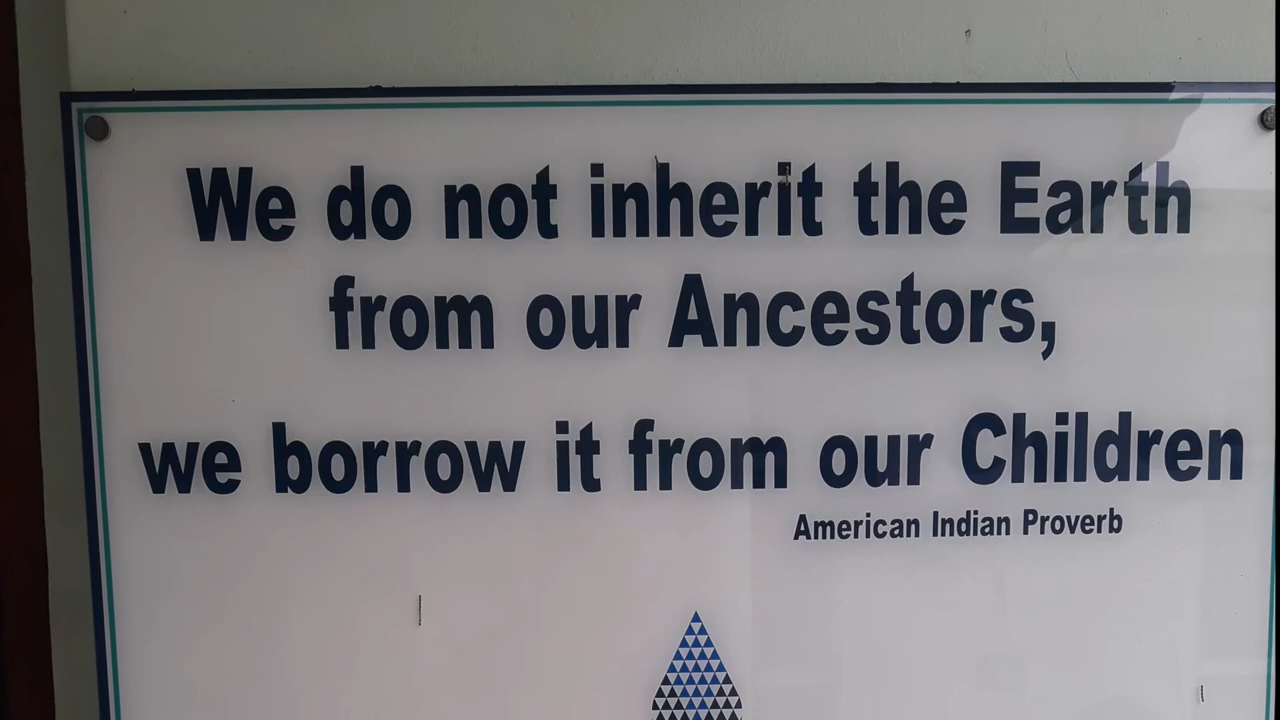 We do not inherit the Earth
from our Ancestors,
we borrow it from our Children
American Indian Proverb